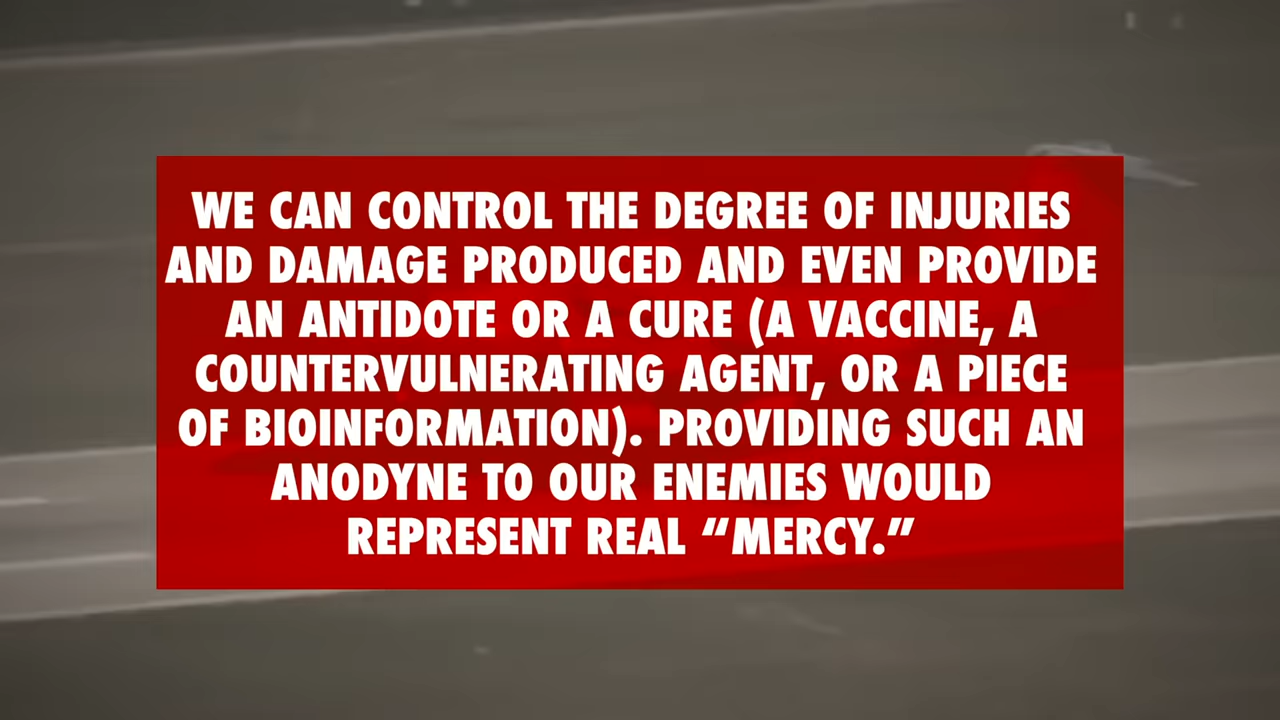 WE CAN CONTROL THE DEGREE OF INJURIES
AND DAMAGE PRODUCED AND EVEN PROVIDE
AN ANTIDOTE OR A CURE (A VACCINE, A
COUNTERVULNERATING AGENT, OR A PIECE
OF BIOINFORMATION). PROVIDING SUCH AN
ANODYNE TO OUR ENEMIES WOULD
REPRESENT REAL “MERCY.”